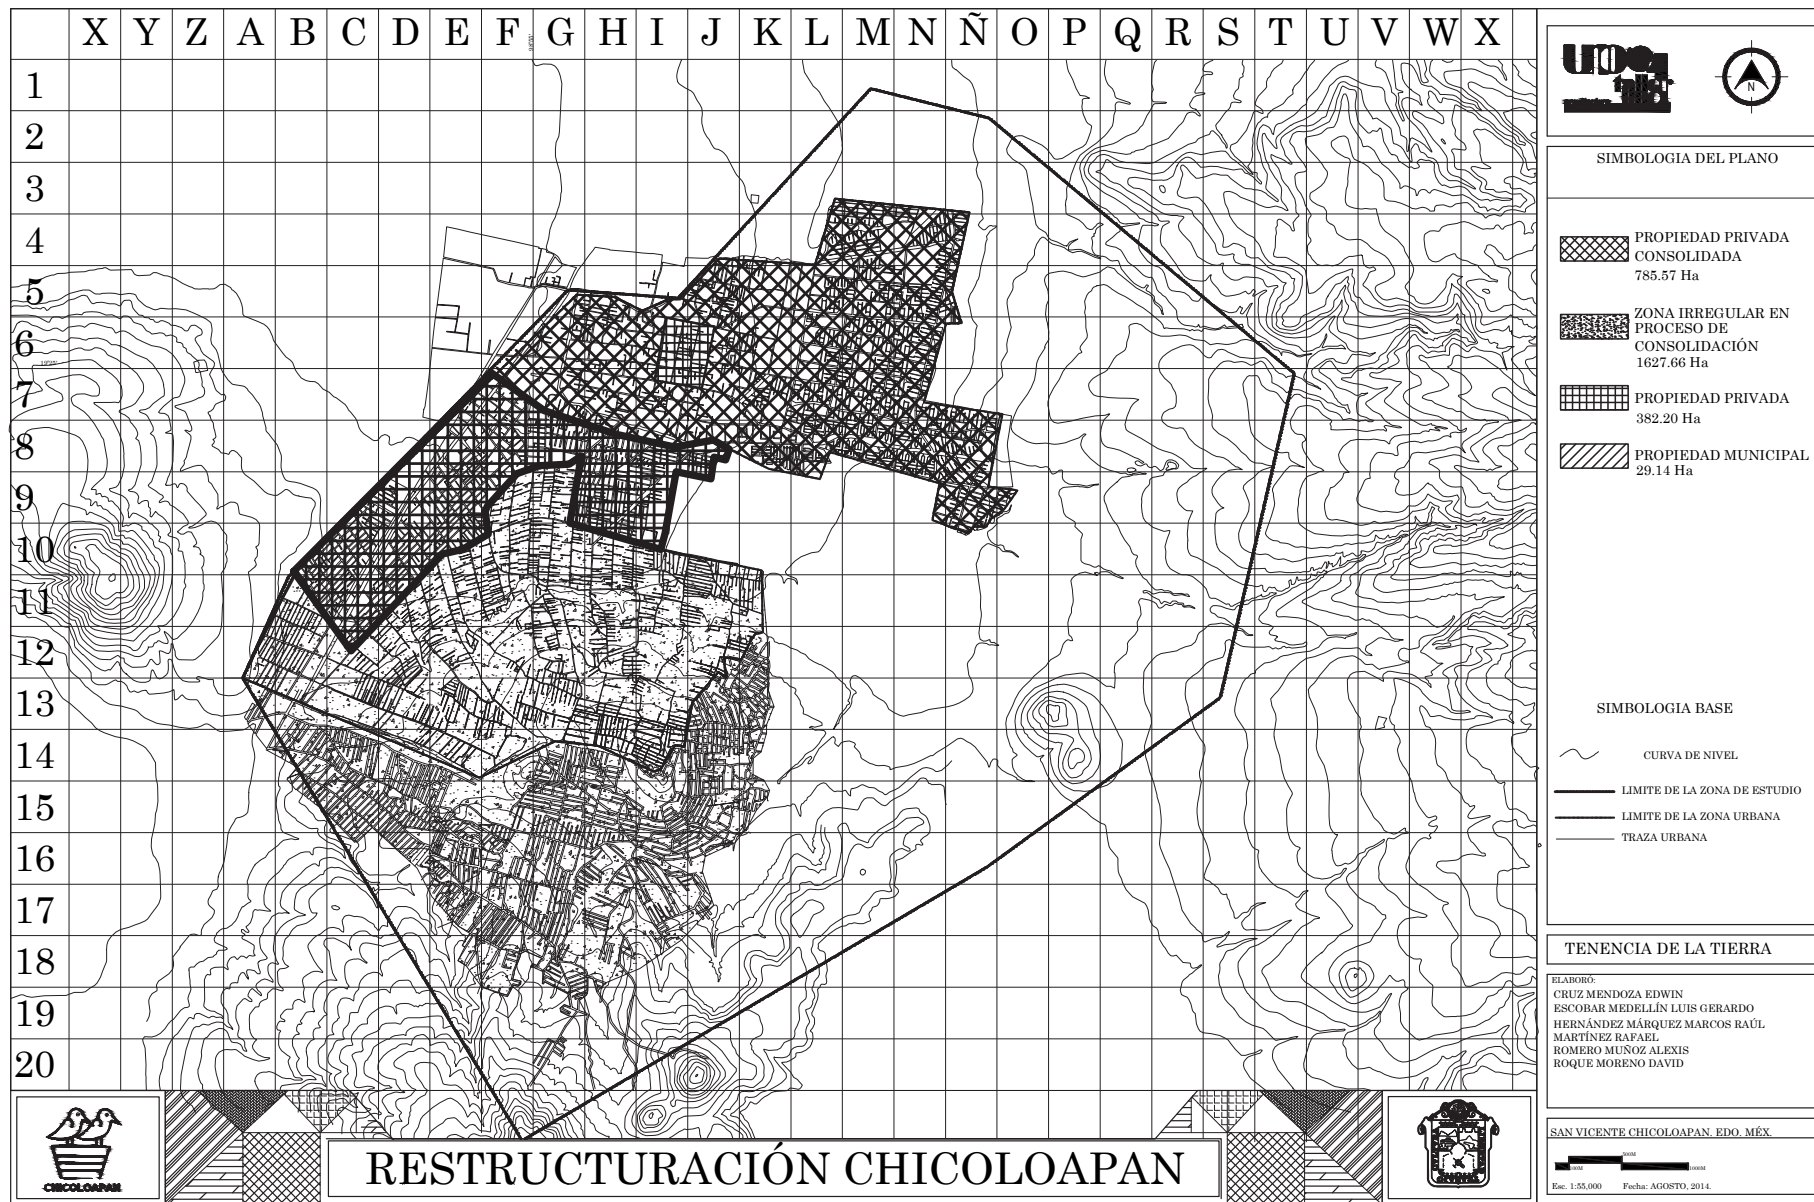 X Y Z A B C D E F G H I J K L M N Ñ O P Q R S T U V W X
1
2
3
4
5
6
7
8
9
10
11
12
13
14
15
16
17
18
19
20
N
SIMBOLOGIA DEL PLANO
PROPIEDAD PRIVADA
CONSOLIDADA
785.57 Ha
ZONA IRREGULAR EN
PROCESO DE
CONSOLIDACIÓN
1627.66 Ha
PROPIEDAD PRIVADA
382.20 Ha
PROPIEDAD MUNICIPAL
29.14 Ha
SIMBOLOGIA BASE
CURVA DE NIVEL
LIMITE DE LA ZONA DE ESTUDIO
LIMITE DE LA ZONA URBANA
TRAZA URBANA
TENENCIA DE LA TIERRA
ELABORÓ:
CRUZ MENDOZA EDWIN
ESCOBAR MEDELLÍN LUIS GERARDO
HERNÁNDEZ MÁRQUEZ MARCOS RAÚL
MARTÍNEZ RAFAEL
ROMERO MUÑOZ ALEXIS
ROQUE MORENO DAVID
SAN VICENTE CHICOLOAPAN. EDO. MÉX.
500M
100M 1000M
Esc. 1:55,000 Fecha: AGOSTO, 2014.
CHICOLOAPAN
RESTRUCTURACIÓN CHICOLOAPAN